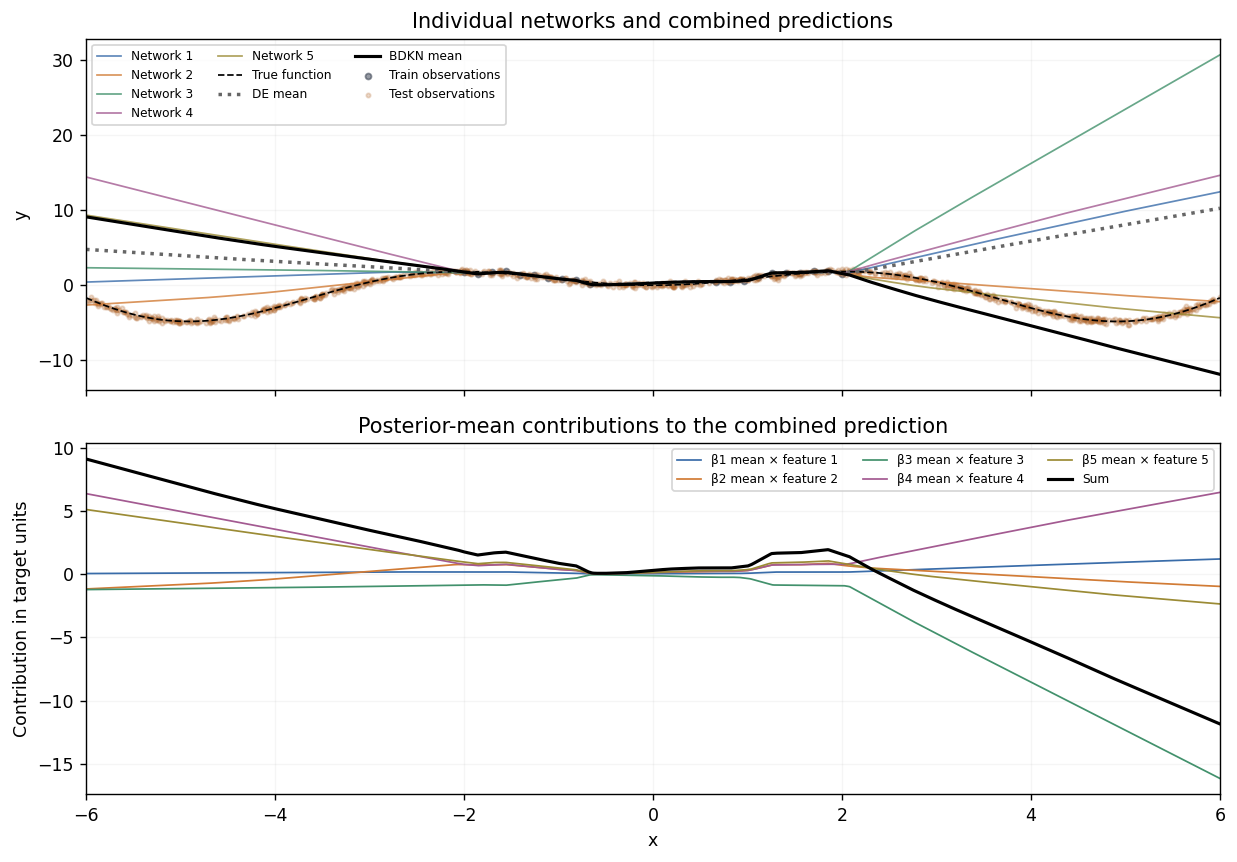 Individual networks and combined predictions
Network 1
Network 2
Network 3
Network 4
Network 5
True function
DE mean
BDKN mean
Train observations
Test observations
30
20
10
0
−10
y
Posterior-mean contributions to the combined prediction
β1 mean × feature 1
β2 mean × feature 2
β3 mean × feature 3
β4 mean × feature 4
β5 mean × feature 5
Sum
10
5
0
−5
−10
−15
Contribution in target units
−6
−4
−2
0
2
4
6
x